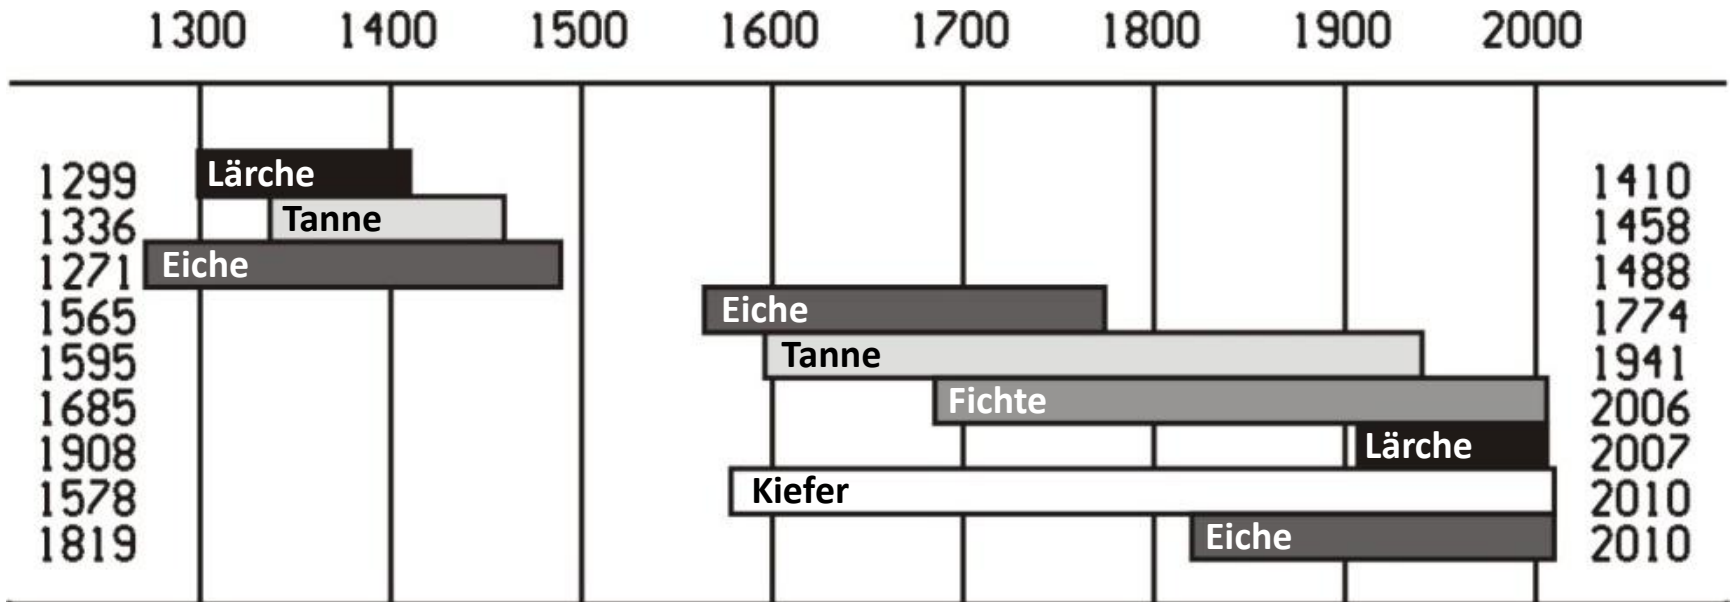 1300 1400 1500 1600 1700 1800 1900 2000
1299 Lärche 1410
1336 Tanne 1458
1271 Eiche 1488
1565 Eiche 1774
1595 Tanne 1941
1685 Fichte 2006
1908 Lärche 2007
1578 Kiefer 2010
1819 Eiche 2010